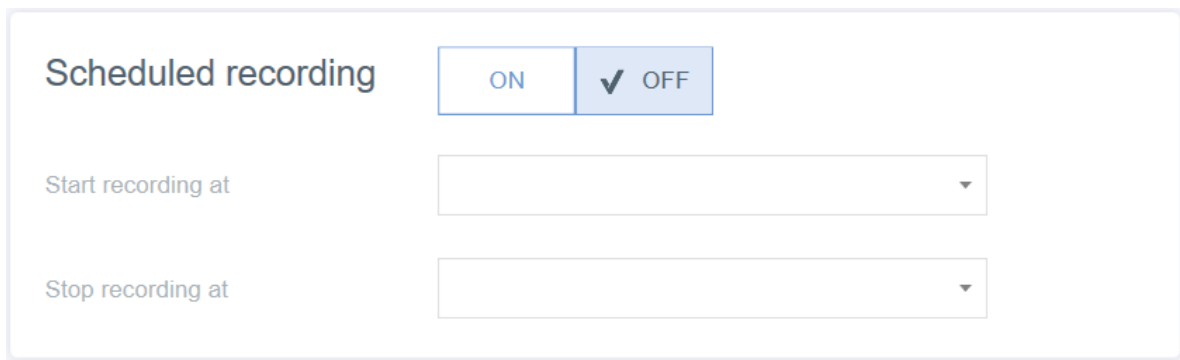 Scheduled recording ON ✓ OFF
Start recording at
Stop recording at